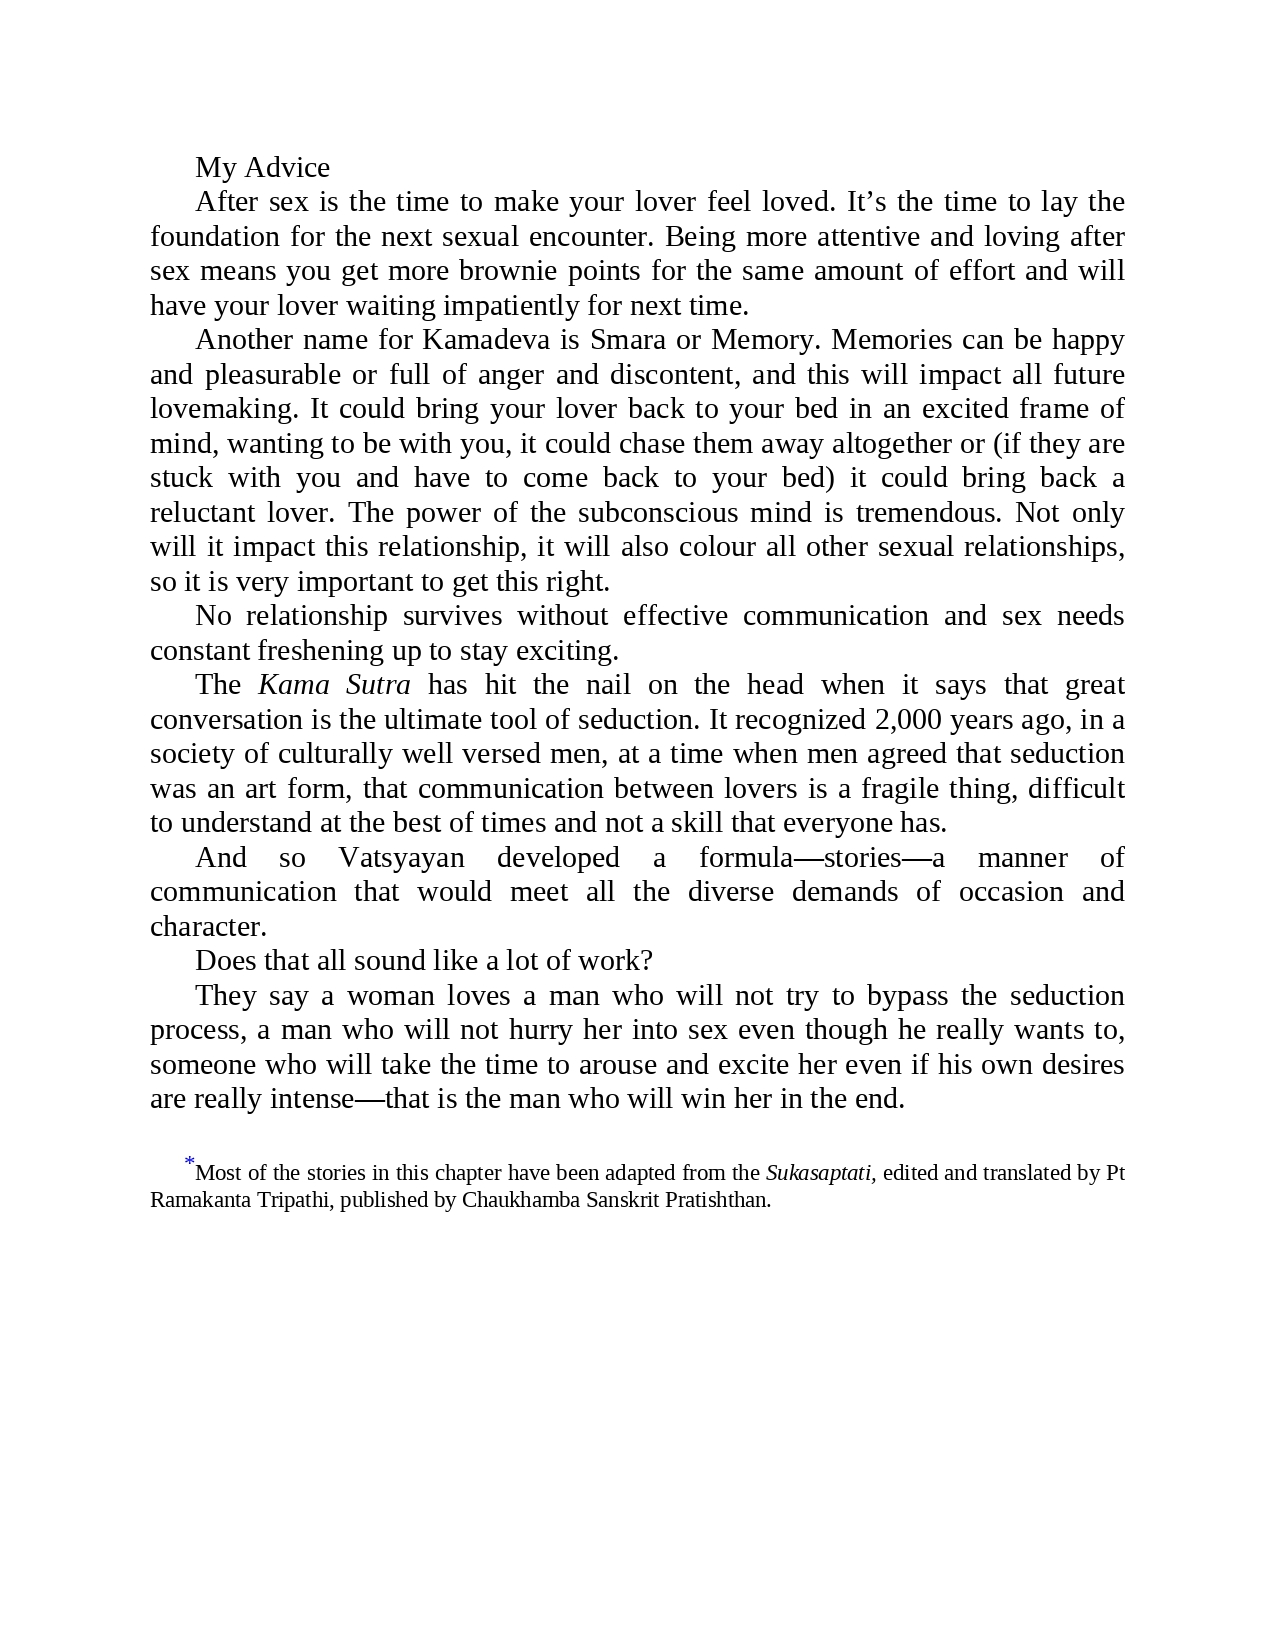 My Advice
After sex is the time to make your lover feel loved. It’s the time to lay the
foundation for the next sexual encounter. Being more attentive and loving after
sex means you get more brownie points for the same amount of effort and will
have your lover waiting impatiently for next time.
Another name for Kamadeva is Smara or Memory. Memories can be happy
and pleasurable or full of anger and discontent, and this will impact all future
lovemaking. It could bring your lover back to your bed in an excited frame of
mind, wanting to be with you, it could chase them away altogether or (if they are
stuck with you and have to come back to your bed) it could bring back a
reluctant lover. The power of the subconscious mind is tremendous. Not only
will it impact this relationship, it will also colour all other sexual relationships,
so it is very important to get this right.
No relationship survives without effective communication and sex needs
constant freshening up to stay exciting.
The Kama Sutra has hit the nail on the head when it says that great
conversation is the ultimate tool of seduction. It recognized 2,000 years ago, in a
society of culturally well versed men, at a time when men agreed that seduction
was an art form, that communication between lovers is a fragile thing, difficult
to understand at the best of times and not a skill that everyone has.
And so Vatsyayan developed a formula—stories—a manner of
communication that would meet all the diverse demands of occasion and
character.
Does that all sound like a lot of work?
They say a woman loves a man who will not try to bypass the seduction
process, a man who will not hurry her into sex even though he really wants to,
someone who will take the time to arouse and excite her even if his own desires
are really intense—that is the man who will win her in the end.
*Most of the stories in this chapter have been adapted from the Sukasaptati, edited and translated by Pt
Ramakanta Tripathi, published by Chaukhamba Sanskrit Pratishthan.